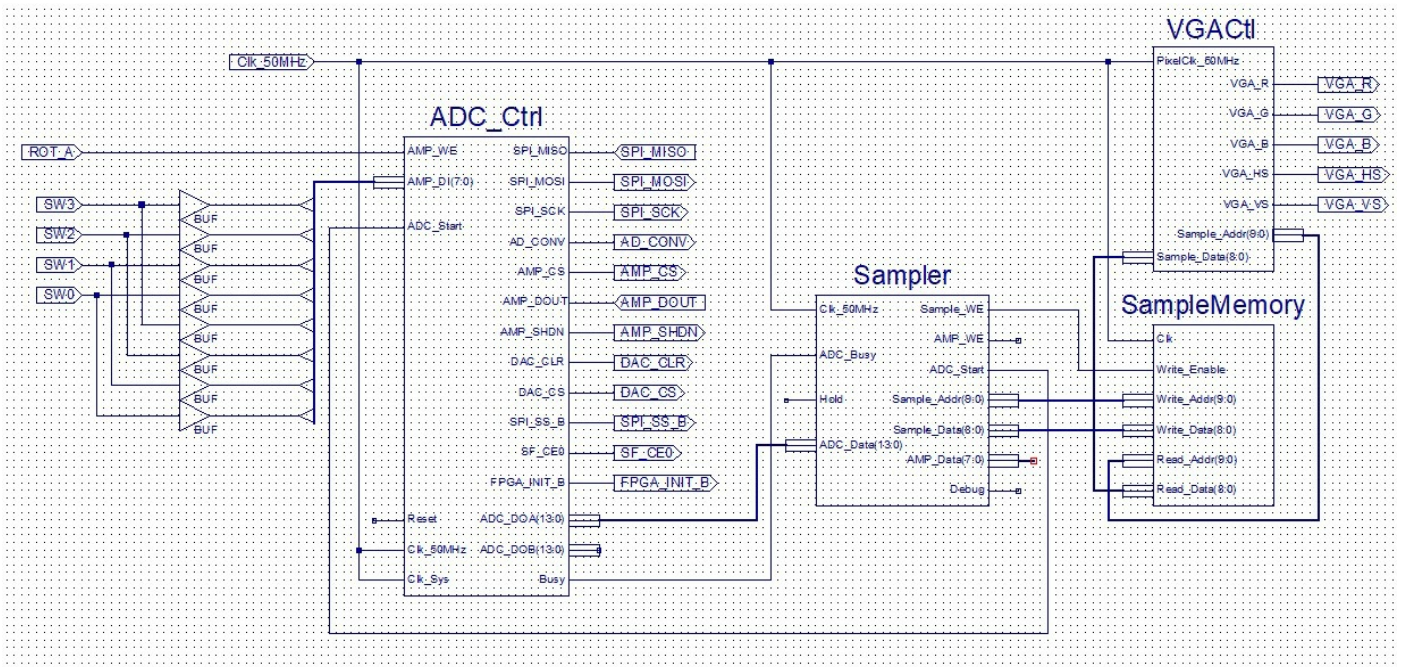 VGACtl
Clk_50MHz
PixelClk_50MHz
VGA_R
VGA_R
VGA_G
VGA_G
VGA_B
VGA_B
VGA_HS
VGA_HS
VGA_VS
VGA_VS
Sample_Addr(9:0)
Sample_Data(8:0)
ADC_Ctrl
ROT_A
AMP_WE
SPI_MISO
SPI_MISO
AMP_DI(7:0)
SPI_MOSI
SPI_MOSI
SPI_SCK
SPI_SCK
ADC_Start
AD_CONV
AD_CONV
AMP_CS
AMP_CS
AMP_DOUT
AMP_DOUT
AMP_SHDN
AMP_SHDN
DAC_CLR
DAC_CLR
DAC_CS
DAC_CS
SPI_SS_B
SPI_SS_B
SF_CE0
SF_CE0
FPGA_INIT_B
FPGA_INIT_B
Reset
ADC_DOA(13:0)
Clk_50MHz
ADC_DOB(13:0)
Clk_Sys
Busy
SW3
SW2
SW1
SW0
BUF
BUF
BUF
BUF
BUF
BUF
BUF
BUF
Sampler
Clk_50MHz
Sample_WE
AMP_WE
ADC_Busy
ADC_Start
Hold
Sample_Addr(9:0)
Sample_Data(8:0)
ADC_Data(13:0)
AMP_Data(7:0)
Debug
SampleMemory
Clk
Write_Enable
Write_Addr(9:0)
Write_Data(8:0)
Read_Addr(9:0)
Read_Data(8:0)